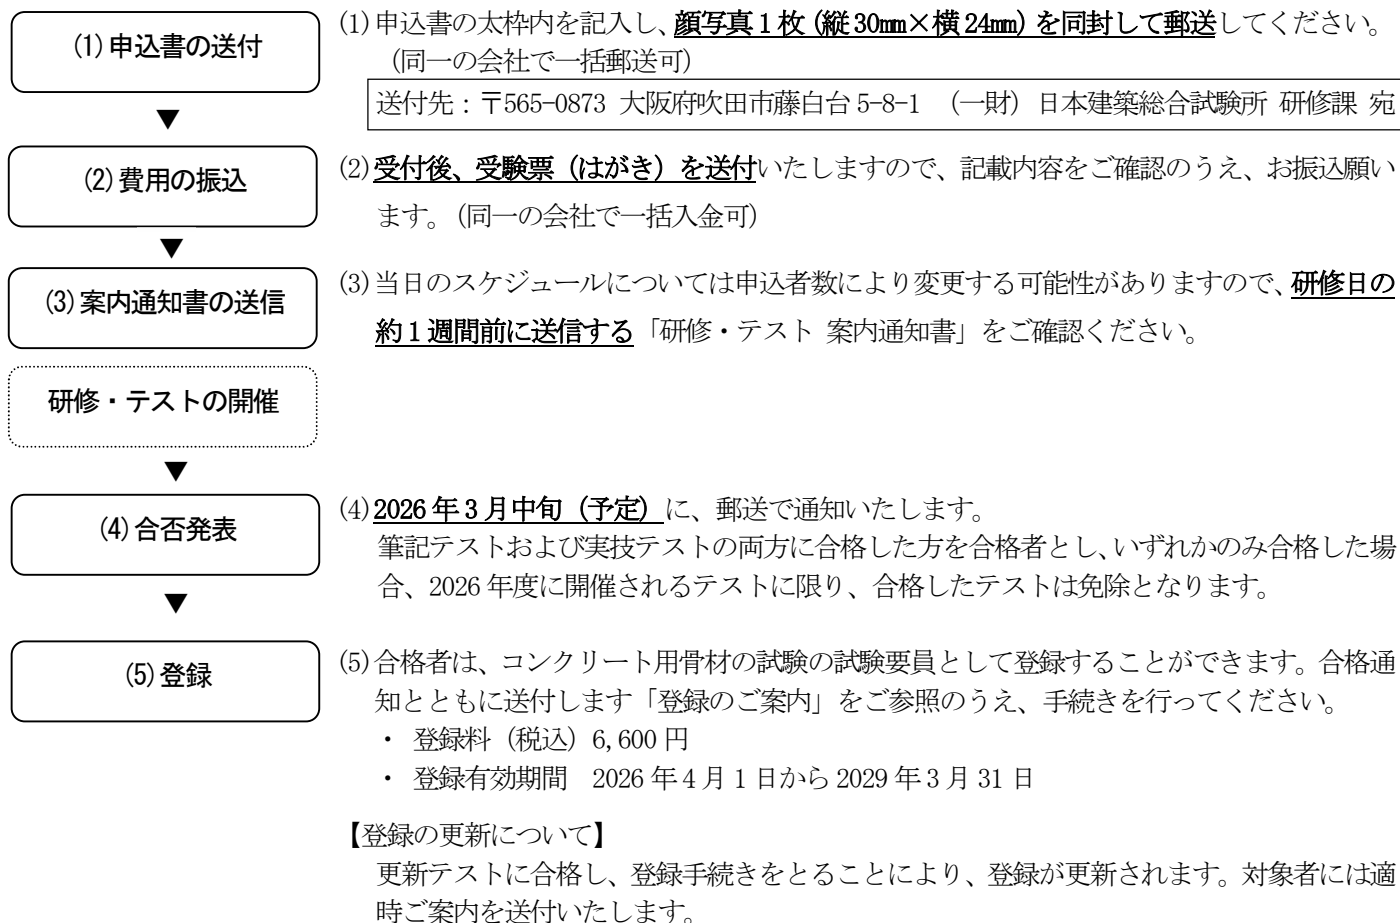 (1)申込書の送付
(1)申込書の太枠内を記入し、顔写真1枚(縦30㎜×横24㎜)を同封して郵送してください。
(同一の会社で一括郵送可)
送付先：〒565-0873 大阪府吹田市藤白台5-8-1 （一財）日本建築総合試験所 研修課 宛
▼
(2)費用の振込
(2)受付後、受験票（はがき）を送付いたしますので、記載内容をご確認のうえ、お振込願い
ます。(同一の会社で一括入金可)
▼
(3)案内通知書の送信
(3)当日のスケジュールについては申込者数により変更する可能性がありますので、研修日の
約1週間前に送信する「研修・テスト 案内通知書」をご確認ください。
研修・テストの開催
▼
(4)合否発表
(4)2026年3月中旬（予定）に、郵送で通知いたします。
筆記テストおよび実技テストの両方に合格した方を合格者とし、いずれかのみ合格した場
合、2026年度に開催されるテストに限り、合格したテストは免除となります。
▼
(5)登録
(5)合格者は、コンクリート用骨材の試験の試験要員として登録することができます。合格通
知とともに送付します「登録のご案内」をご参照のうえ、手続きを行ってください。
・ 登録料（税込）6,600円
・ 登録有効期間　2026年4月1日から2029年3月31日
【登録の更新について】
更新テストに合格し、登録手続きをとることにより、登録が更新されます。対象者には適
時ご案内を送付いたします。